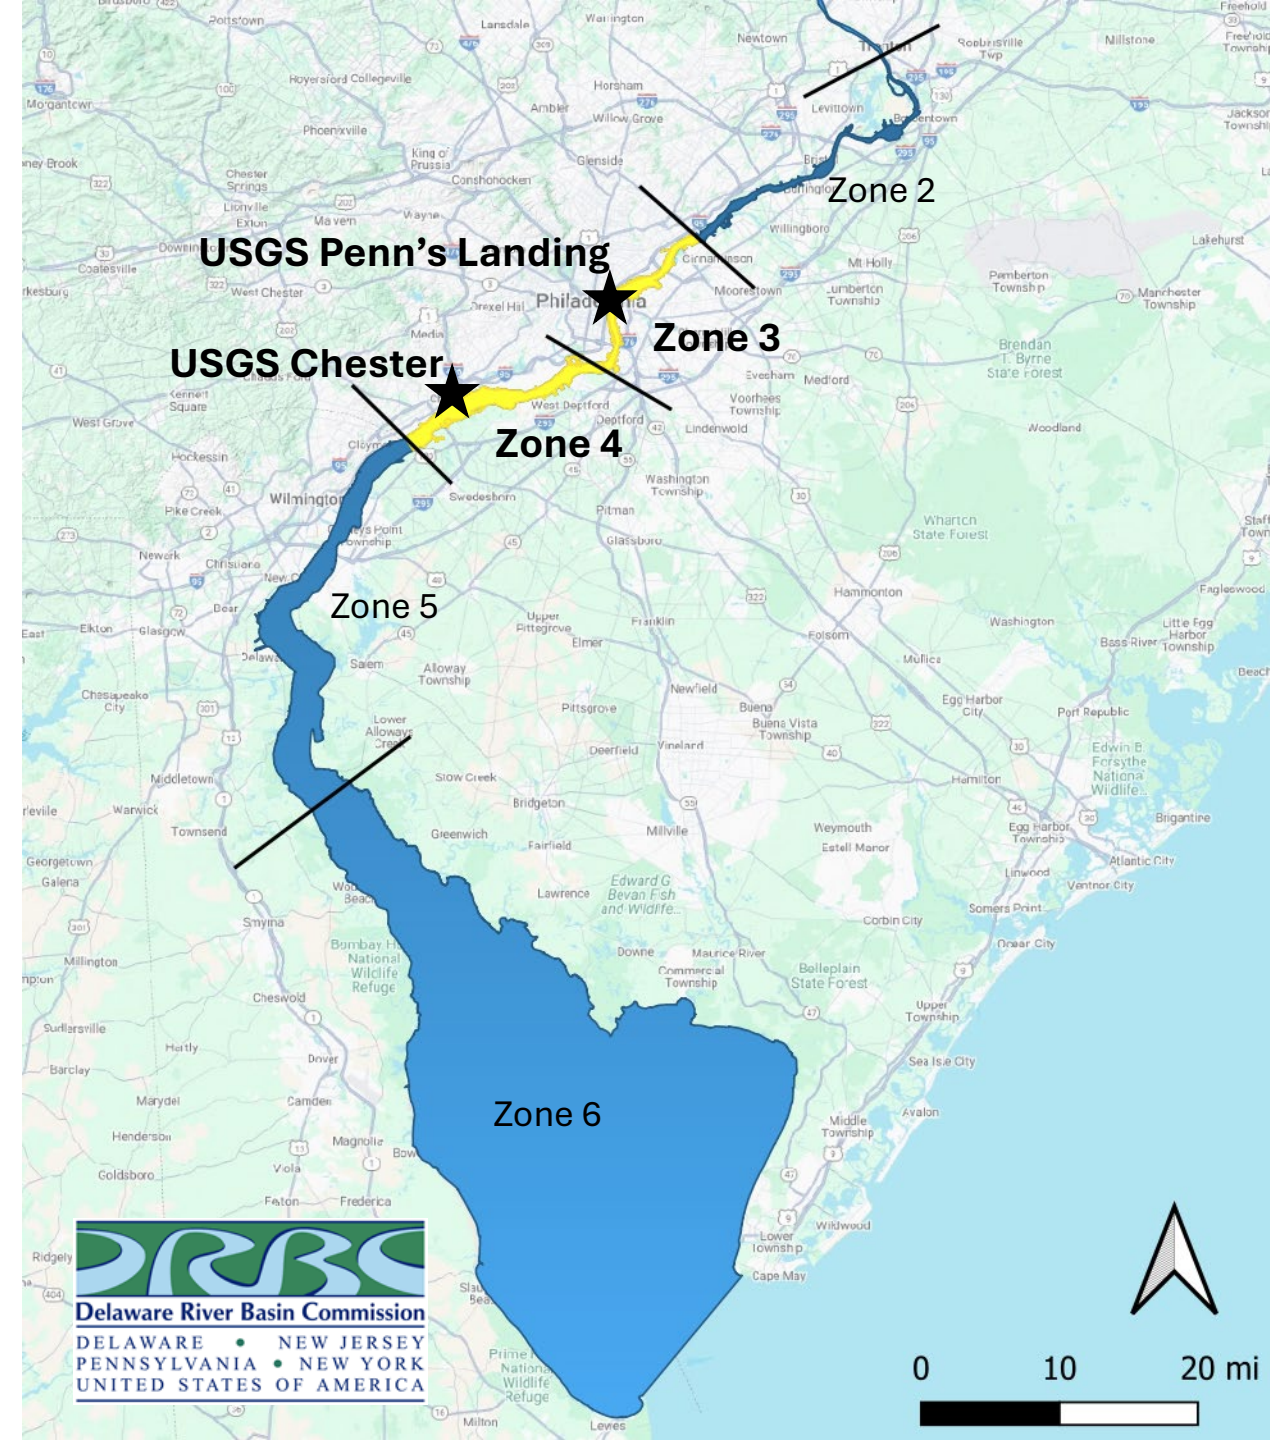 Lansdale
Warrington
Newtown
Trenton
Robbinsville
Twp
Millstone
Freehold
Township
Pottstown
Collegeville
Horsham
Morgantown
Ambler
Willow Grove
Levittown
Bordentown
Jackson
Township
Phoenixville
King of
Prussia
Glenside
Bristol
Chester
Springs
Conshohocken
Burlington
Zone 2
Lionville
Exton
Malvern
Wayne
Willingboro
Lakehurst
USGS Penn's Landing
Cinnaminson
Mt Holly
Coatesville
Moorestown
Lumberton
Township
Pemberton
Township
Manchester
Township
West Chester
Drexel Hill
Philadelphia
Media
Zone 3
Brendan
T. Byrne
State Forest
USGS Chester
Evesham
Medford
Kennett
Square
West Deptford
Voorhees
Township
Deptford
Lindenwold
West Grove
Zone 4
Woodland
Claymont
Hockessin
Washington
Township
Wilmington
Swedesboro
Pike Creek
Pitman
Wharton
State Forest
Glassboro
Newark
Christiana
Hammonton
Eagleswood
Bear
Zone 5
Upper
Pittsgrove
Franklin
Washington
Elkton
Glasgow
Elmer
Folsom
Bass River
Little Egg
Harbor
Township
Salem
Alloway
Township
Mullica
Chesapeake
City
Newfield
Egg Harbor
City
Port Republic
Pittsgrove
Buena
Buena Vista
Township
Lower
Alloways
Creek
Deerfield
Vineland
Edwin B
Forsythe
National
Wildlife...
Middletown
Stow Creek
Hamilton
Warwick
Bridgeton
Townsend
Greenwich
Millville
Weymouth
Egg Harbor
Township
Brigantine
Fairfield
Estell Manor
Georgetown
Galena
Linwood
Atlantic City
Ventnor City
Lawrence
Edward G
Bevan Fish
and Wildlife...
Smyrna
Corbin City
Somers Point
Ocean City
Bombay H
National
Wildlife
Refuge
Millington
Downe
Maurice River
Commercial
Township
Belleplain
State Forest
Cheswold
Upper
Township
Sudlersville
Hartly
Dover
Sea Isle City
Barclay
Marydel
Camden
Zone 6
Avalon
Middle
Township
Henderson
Magnolia
Goldsboro
Viola
Felton
Frederica
Wildwood
Lower
Township
Cape May
Ridgely
DRBC
Delaware River Basin Commission
DELAWARE • NEW JERSEY
PENNSYLVANIA • NEW YORK
UNITED STATES OF AMERICA
Prime
National
Wildlife
Refuge
Milton
Lewes
0 10 20 mi